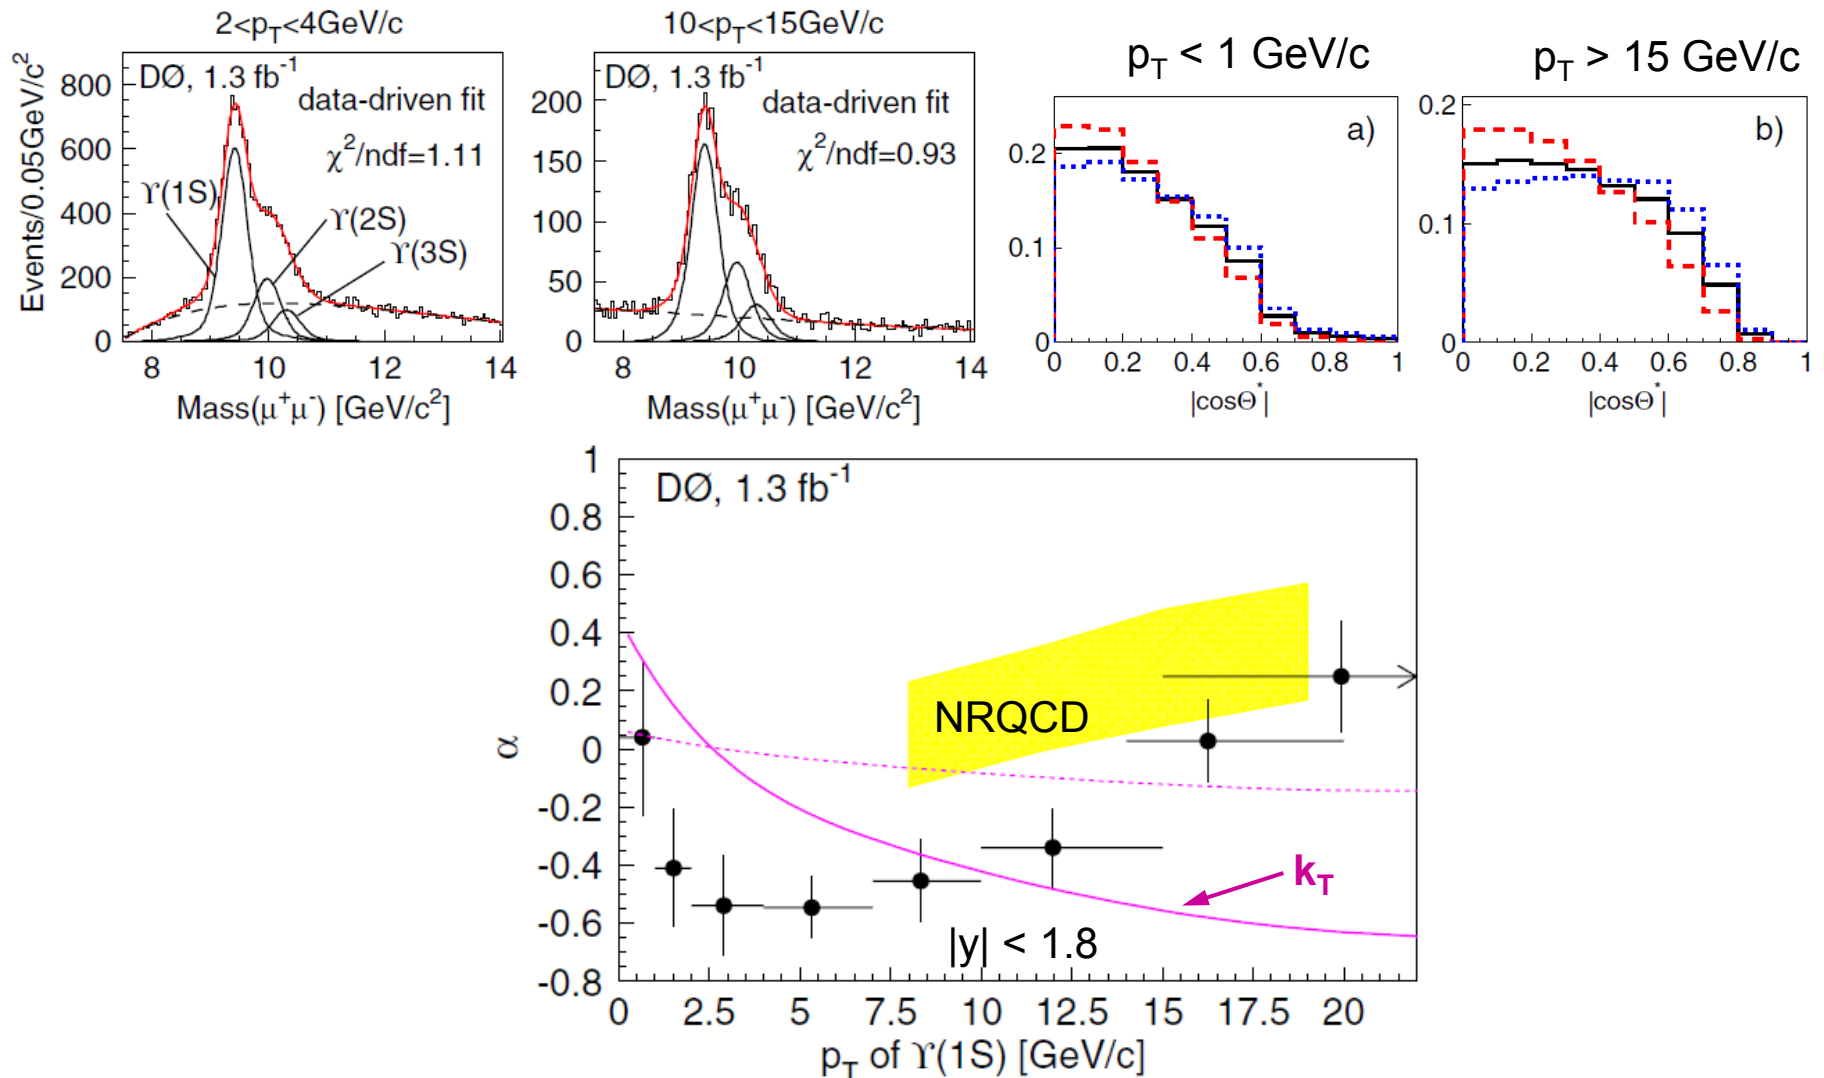 2<p_T<4GeV/c
DØ, 1.3 fb⁻¹
data-driven fit
χ²/ndf=1.11
ϒ(1S)
ϒ(2S)
ϒ(3S)
Events/0.05GeV/c²
800
600
400
200
0
8 10 12 14
Mass(μ⁺μ⁻) [GeV/c²]
10<p_T<15GeV/c
DØ, 1.3 fb⁻¹
data-driven fit
χ²/ndf=0.93
200
150
100
50
0
8 10 12 14
Mass(μ⁺μ⁻) [GeV/c²]
p_T < 1 GeV/c
a)
0.2
0.1
0
0 0.2 0.4 0.6 0.8 1
|cosΘ*|
p_T > 15 GeV/c
b)
0.2
0.1
0
0 0.2 0.4 0.6 0.8 1
|cosΘ*|
DØ, 1.3 fb⁻¹
1
0.8
0.6
0.4
0.2
0
-0.2
-0.4
-0.6
-0.8
α
NRQCD
k_T
|y| < 1.8
0 2.5 5 7.5 10 12.5 15 17.5 20
p_T of ϒ(1S) [GeV/c]